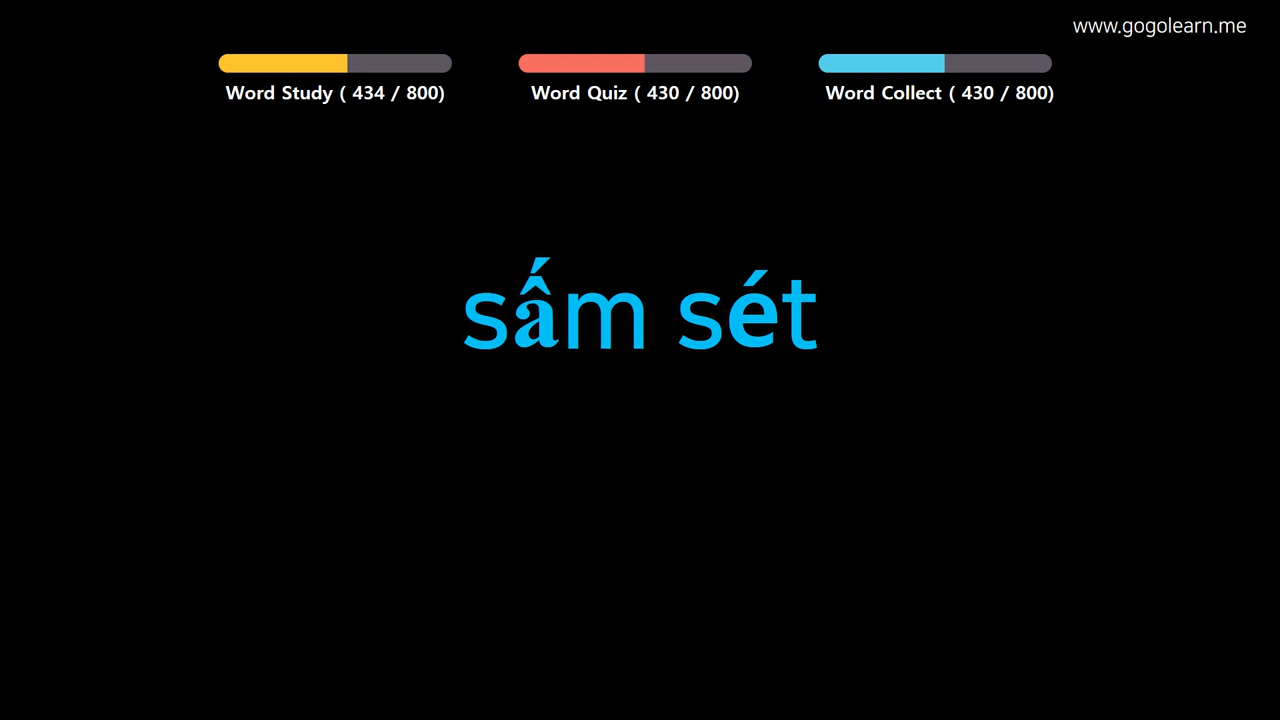 www.gogolearn.me
Word Study ( 434 / 800)
Word Quiz ( 430 / 800)
Word Collect ( 430 / 800)
sấm sét